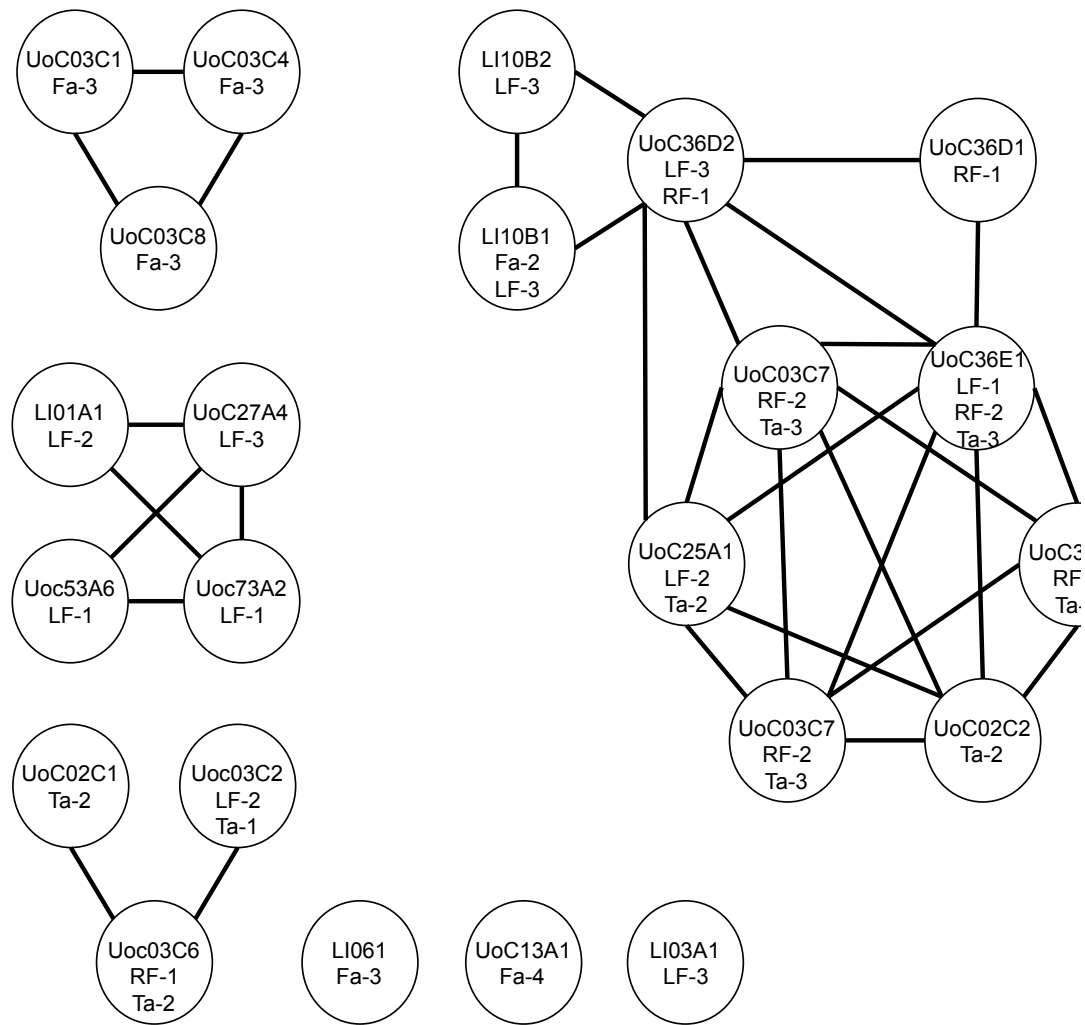 UoC03C1
Fa-3
UoC03C4
Fa-3
UoC03C8
Fa-3
LI10B2
LF-3
UoC36D2
LF-3
RF-1
UoC36D1
RF-1
LI10B1
Fa-2
LF-3
LI01A1
LF-2
UoC27A4
LF-3
Uoc53A6
LF-1
Uoc73A2
LF-1
UoC03C7
RF-2
Ta-3
UoC36E1
LF-1
RF-2
Ta-3
UoC25A1
LF-2
Ta-2
UoC03C7
RF-2
Ta-3
UoC02C2
Ta-2
UoC02C1
Ta-2
Uoc03C2
LF-2
Ta-1
Uoc03C6
RF-1
Ta-2
LI061
Fa-3
UoC13A1
Fa-4
LI03A1
LF-3